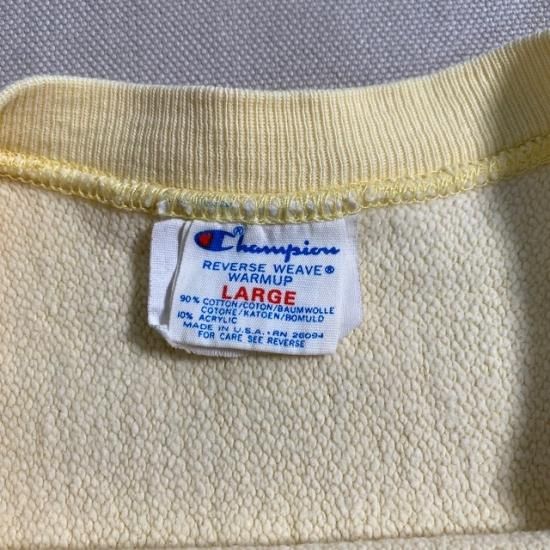 Champion
REVERSE WEAVE®
WARMUP
LARGE
90% COTTON/COTON/BAUMWOLLE
COTONE/KATOEN/BOMULD
10% ACRYLIC
MADE IN U.S.A. · RN 26094
FOR CARE SEE REVERSE